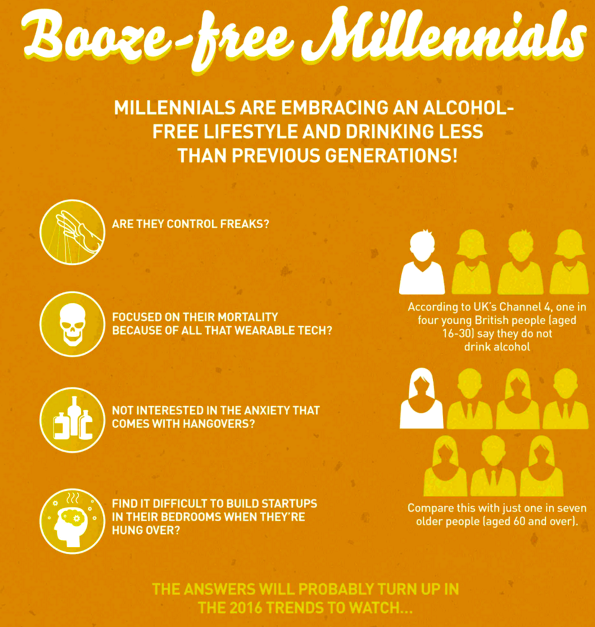 Booze-free Millennials
MILLENNIALS ARE EMBRACING AN ALCOHOL-
FREE LIFESTYLE AND DRINKING LESS
THAN PREVIOUS GENERATIONS!
ARE THEY CONTROL FREAKS?
FOCUSED ON THEIR MORTALITY
BECAUSE OF ALL THAT WEARABLE TECH?
NOT INTERESTED IN THE ANXIETY THAT
COMES WITH HANGOVERS?
FIND IT DIFFICULT TO BUILD STARTUPS
IN THEIR BEDROOMS WHEN THEY'RE
HUNG OVER?
According to UK's Channel 4, one in
four young British people (aged
16-30) say they do not
drink alcohol
Compare this with just one in seven
older people (aged 60 and over).
THE ANSWERS WILL PROBABLY TURN UP IN
THE 2016 TRENDS TO WATCH...